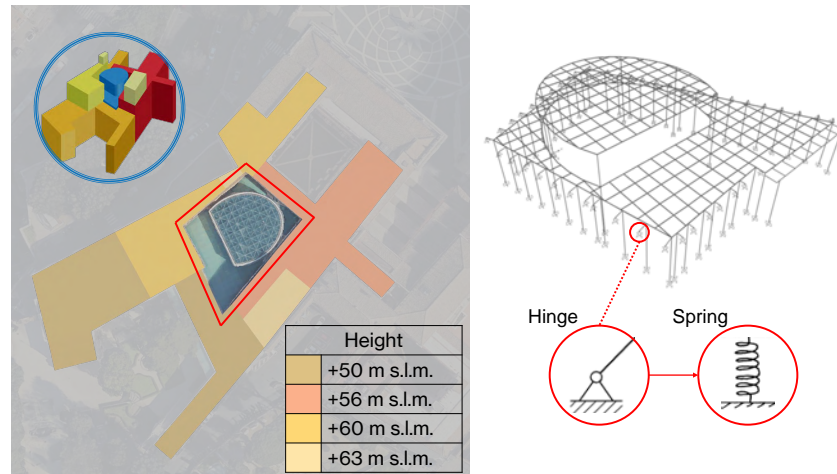 Height
+50 m s.l.m.
+56 m s.l.m.
+60 m s.l.m.
+63 m s.l.m.
Hinge
Spring